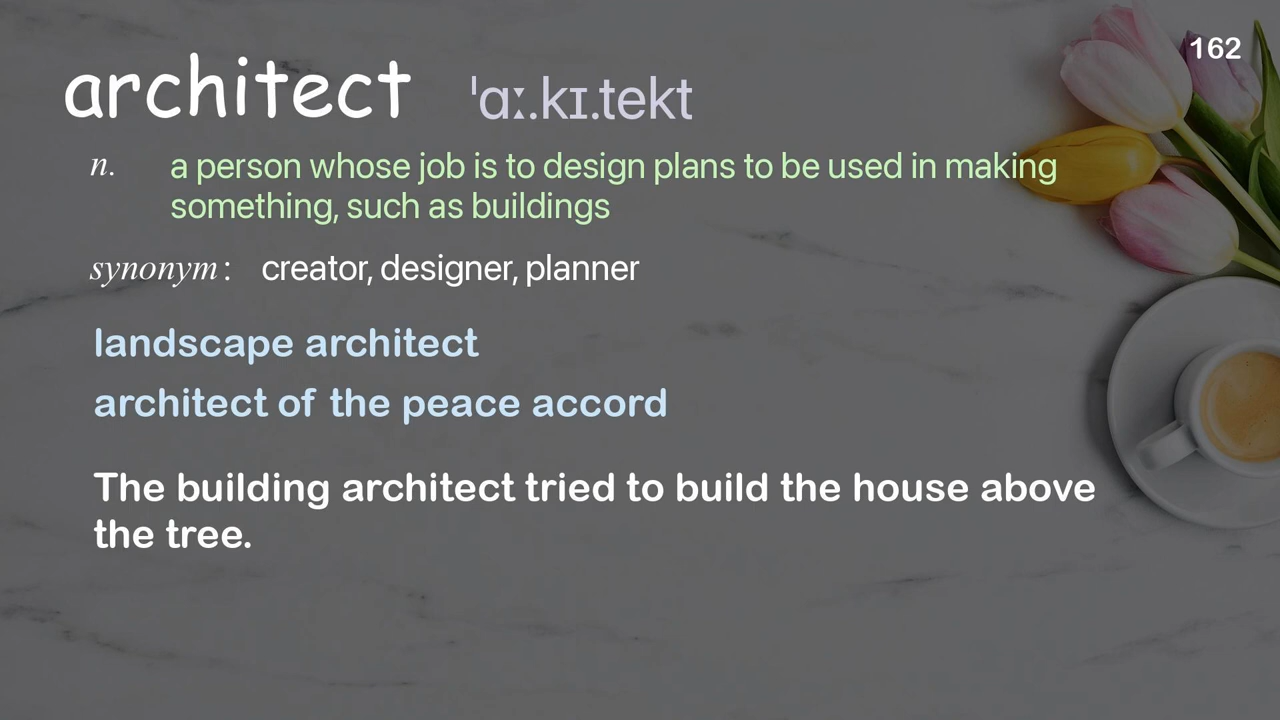 162
architect ˈɑː.kɪ.tekt
n. a person whose job is to design plans to be used in making
something, such as buildings
synonym: creator, designer, planner
landscape architect
architect of the peace accord
The building architect tried to build the house above
the tree.